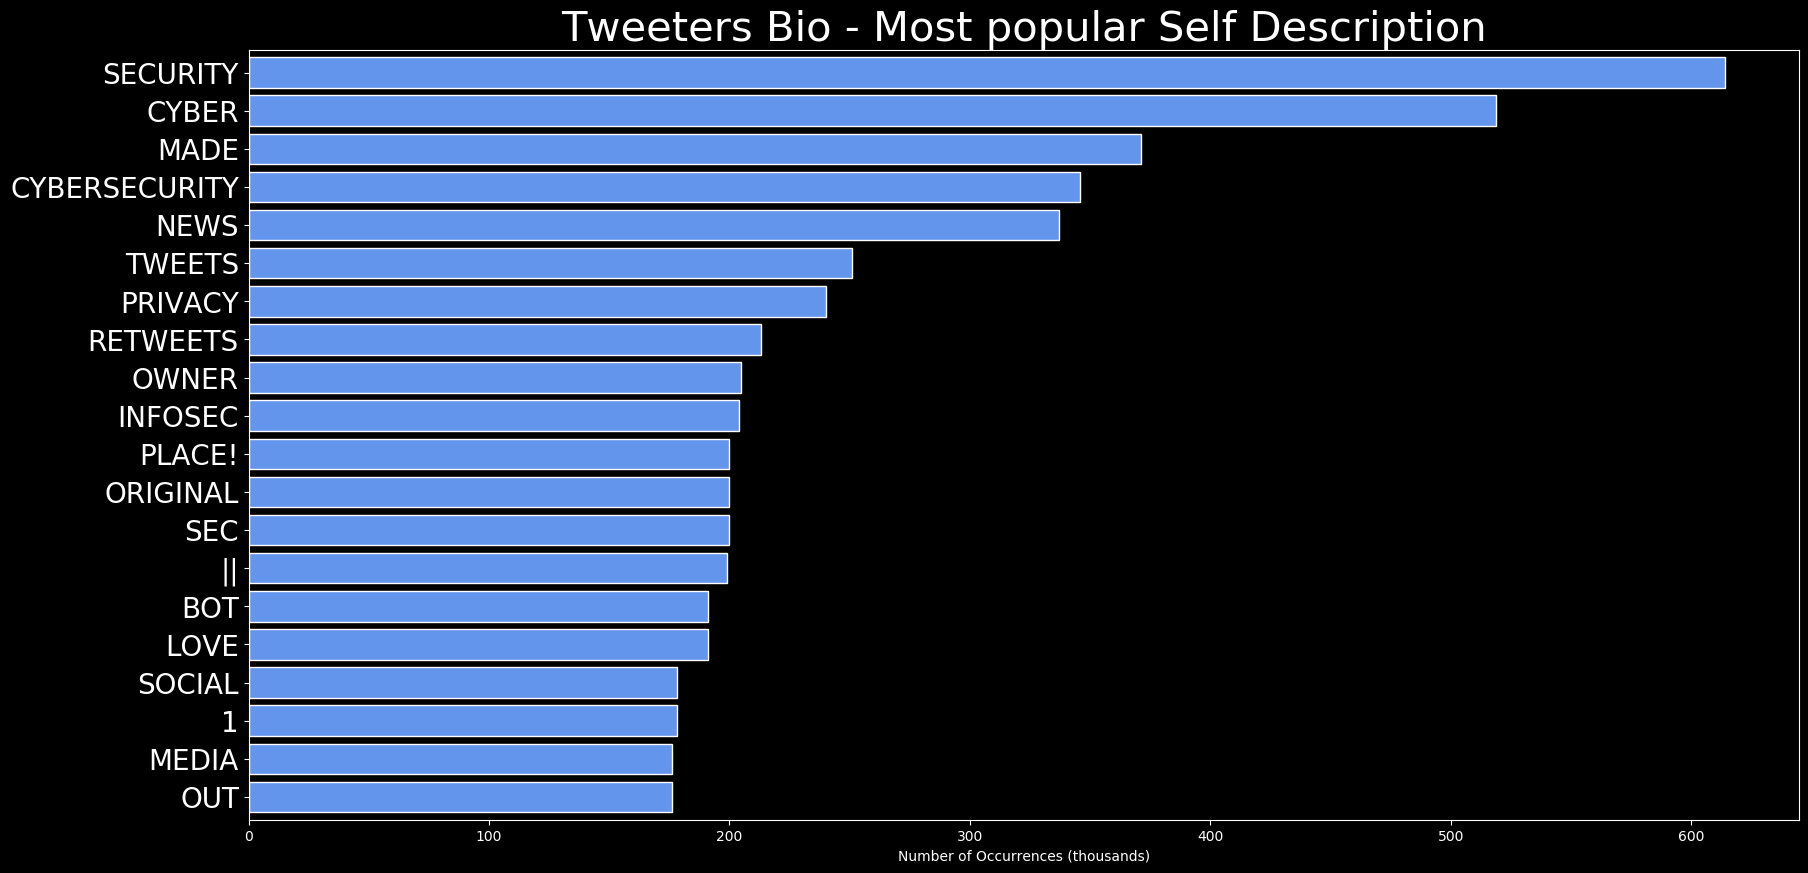 Tweeters Bio - Most popular Self Description
SECURITY
CYBER
MADE
CYBERSECURITY
NEWS
TWEETS
PRIVACY
RETWEETS
OWNER
INFOSEC
PLACE!
ORIGINAL
SEC
||
BOT
LOVE
SOCIAL
1
MEDIA
OUT
0 100 200 300 400 500 600
Number of Occurrences (thousands)